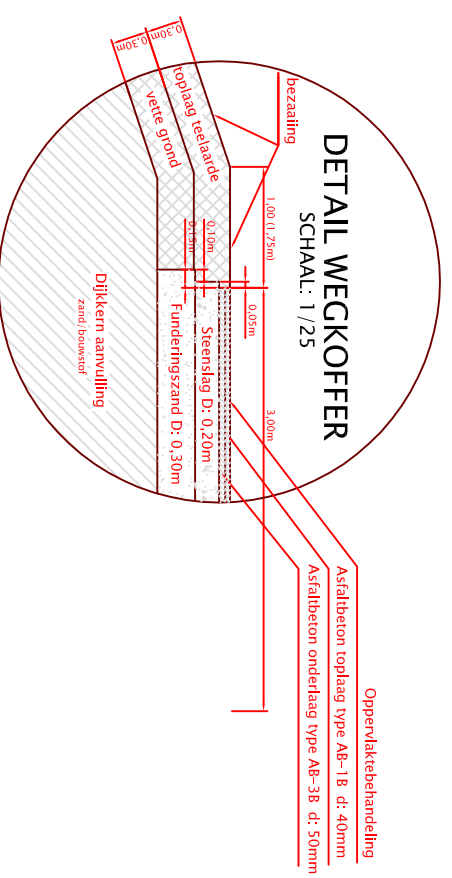 DETAIL WEGKOFFER
SCHAAL: 1/25
bezaaiing
0,30m
0,30m
toplaag teelaarde
vette grond
1,00 (1,75m)
3,00m
0,05m
0,10m
0,15m
Steenslag D: 0,20m
Funderingszand D: 0,30m
Dijkkern aanvulling
zand/bouwstof
Oppervlaktebehandeling
Asfaltbeton toplaag type AB-1B d: 40mm
Asfaltbeton onderlaag type AB-3B d: 50mm